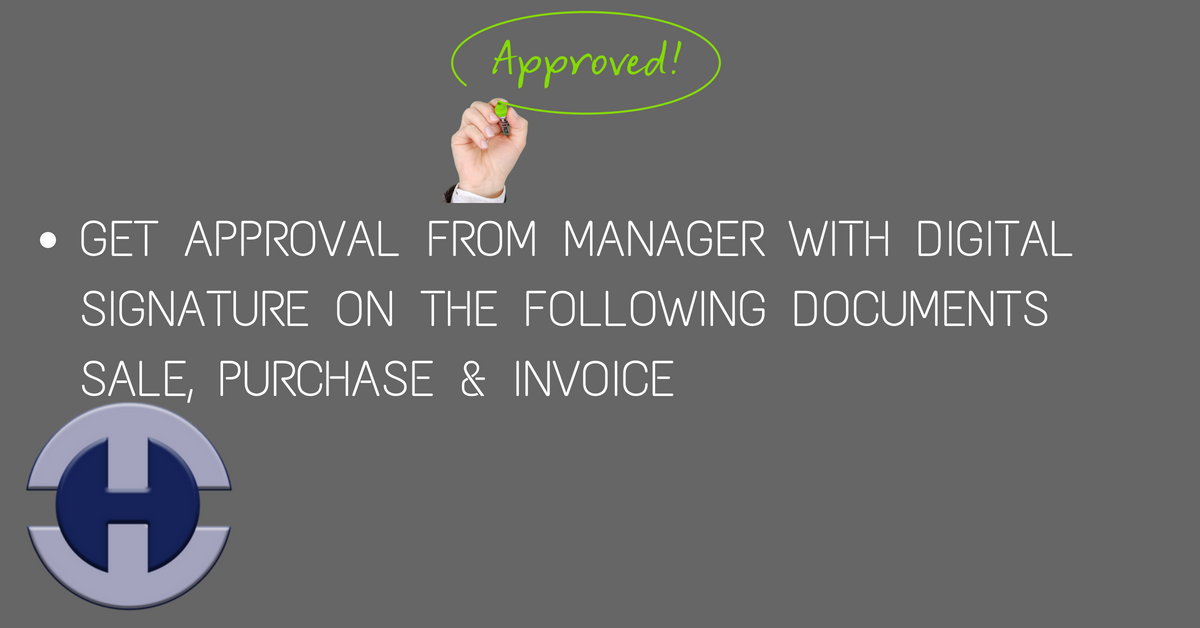 Approved!
GET APPROVAL FROM MANAGER WITH DIGITAL
SIGNATURE ON THE FOLLOWING DOCUMENTS
SALE, PURCHASE & INVOICE
H